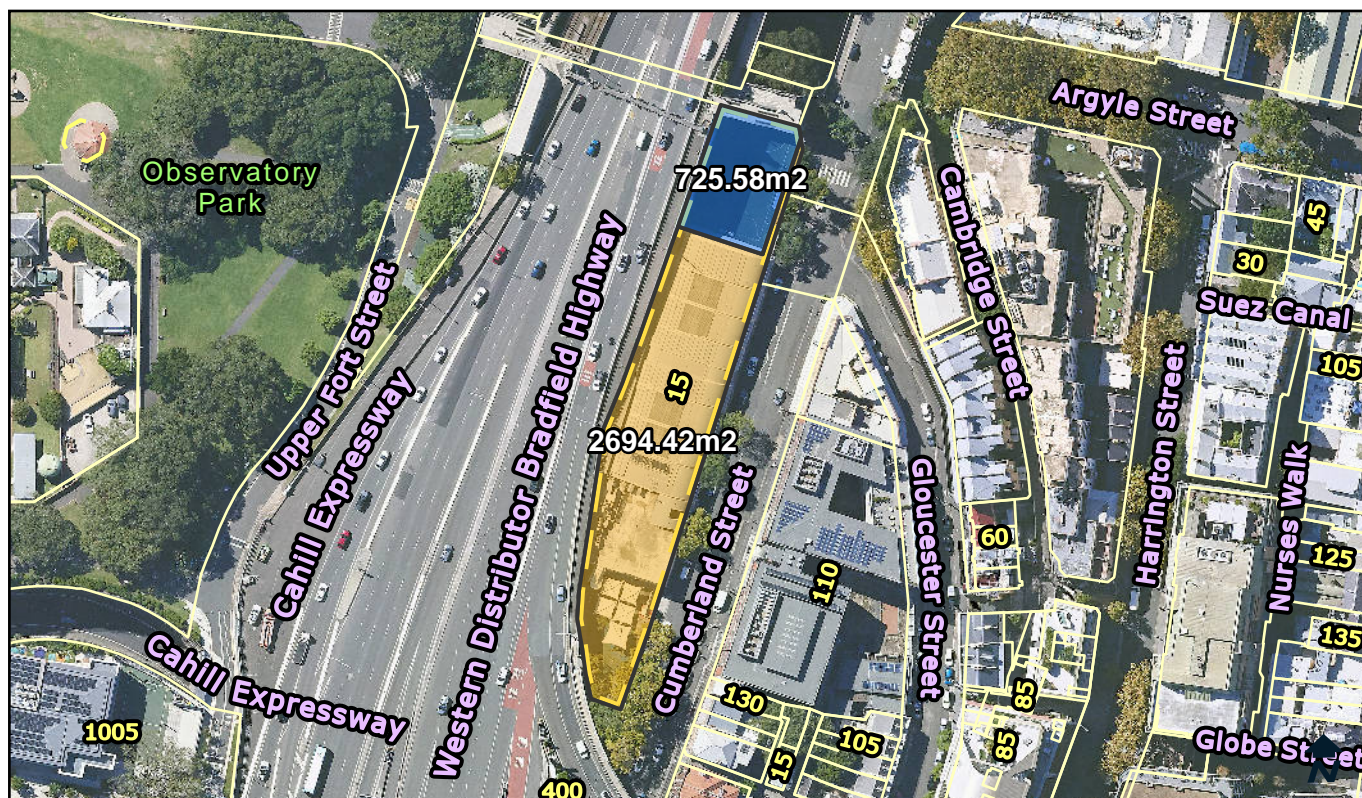 Argyle Street
Observatory
Park
725.58m2
Cambridge Street
45
30
Suez Canal
Upper Fort Street
Western Distributor Bradfield Highway
15
105
Cahill Expressway
2694.42m2
Harrington Street
Nurses Walk
Cumberland Street
Gloucester Street
60
110
125
135
Cahill Expressway
130
85
1005
105
15
85
Globe Street
400
N